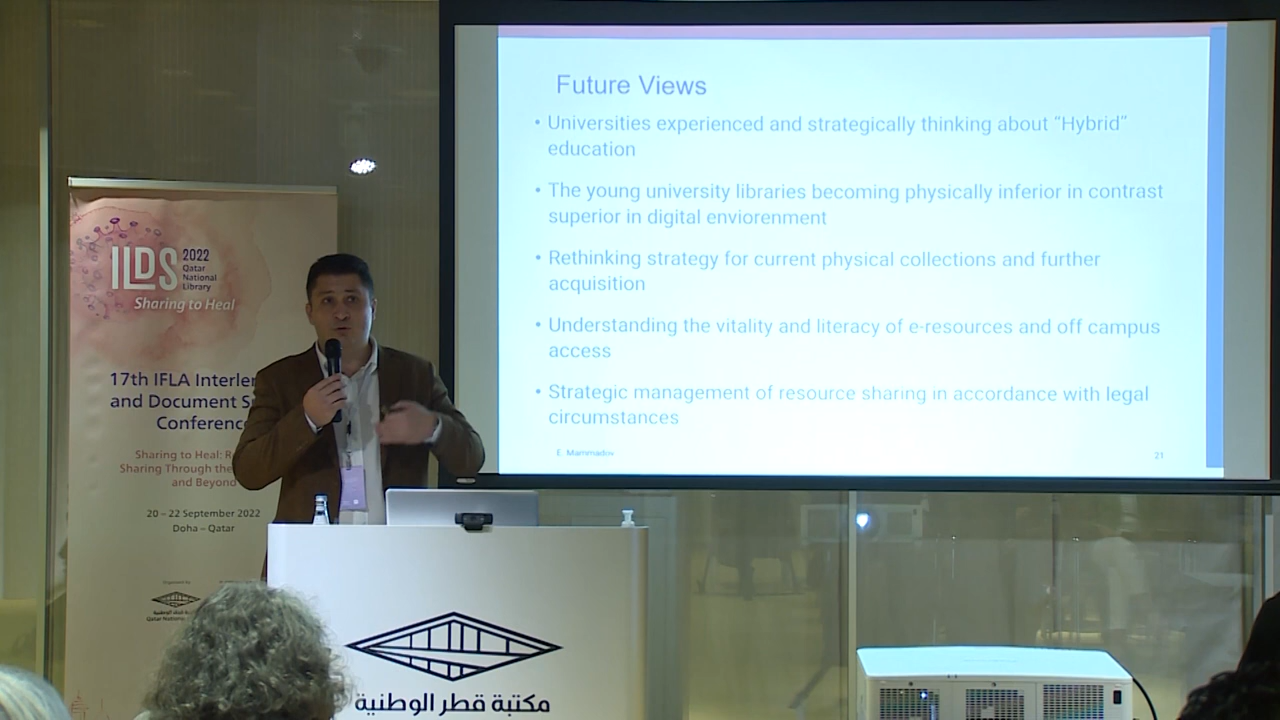 ILDS 2022
Qatar
National
Library
Sharing to Heal
17th IFLA
and Document
Conference
Sharing to Heal:
Sharing Through the
and Beyond
20 – 22 September 2022
Doha – Qatar
Future Views
• Universities experienced and strategically thinking about “Hybrid”
education
• The young university libraries becoming physically inferior in contrast
superior in digital enviorenment
• Rethinking strategy for current physical collections and further
acquisition
• Understanding the vitality and literacy of e-resources and off campus
access
• Strategic management of resource sharing in accordance with legal
circumstances
E. Mammadov
21
مكتبة قطر الوطنية